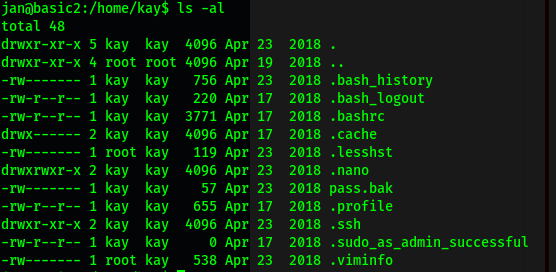 jan@basic2:/home/kay$ ls -al
total 48
drwxr-xr-x 5 kay  kay  4096 Apr 23  2018 .
drwxr-xr-x 4 root root 4096 Apr 19  2018 ..
-rw------- 1 kay  kay   756 Apr 23  2018 .bash_history
-rw-r--r-- 1 kay  kay   220 Apr 17  2018 .bash_logout
-rw-r--r-- 1 kay  kay  3771 Apr 17  2018 .bashrc
drwx------ 2 kay  kay  4096 Apr 17  2018 .cache
-rw------- 1 root kay   119 Apr 23  2018 .lesshst
drwxrwxr-x 2 kay  kay  4096 Apr 23  2018 .nano
-rw------- 1 kay  kay    57 Apr 23  2018 pass.bak
-rw-r--r-- 1 kay  kay   655 Apr 17  2018 .profile
drwxr-xr-x 2 kay  kay  4096 Apr 23  2018 .ssh
-rw-r--r-- 1 kay  kay     0 Apr 17  2018 .sudo_as_admin_successful
-rw------- 1 root kay   538 Apr 23  2018 .viminfo